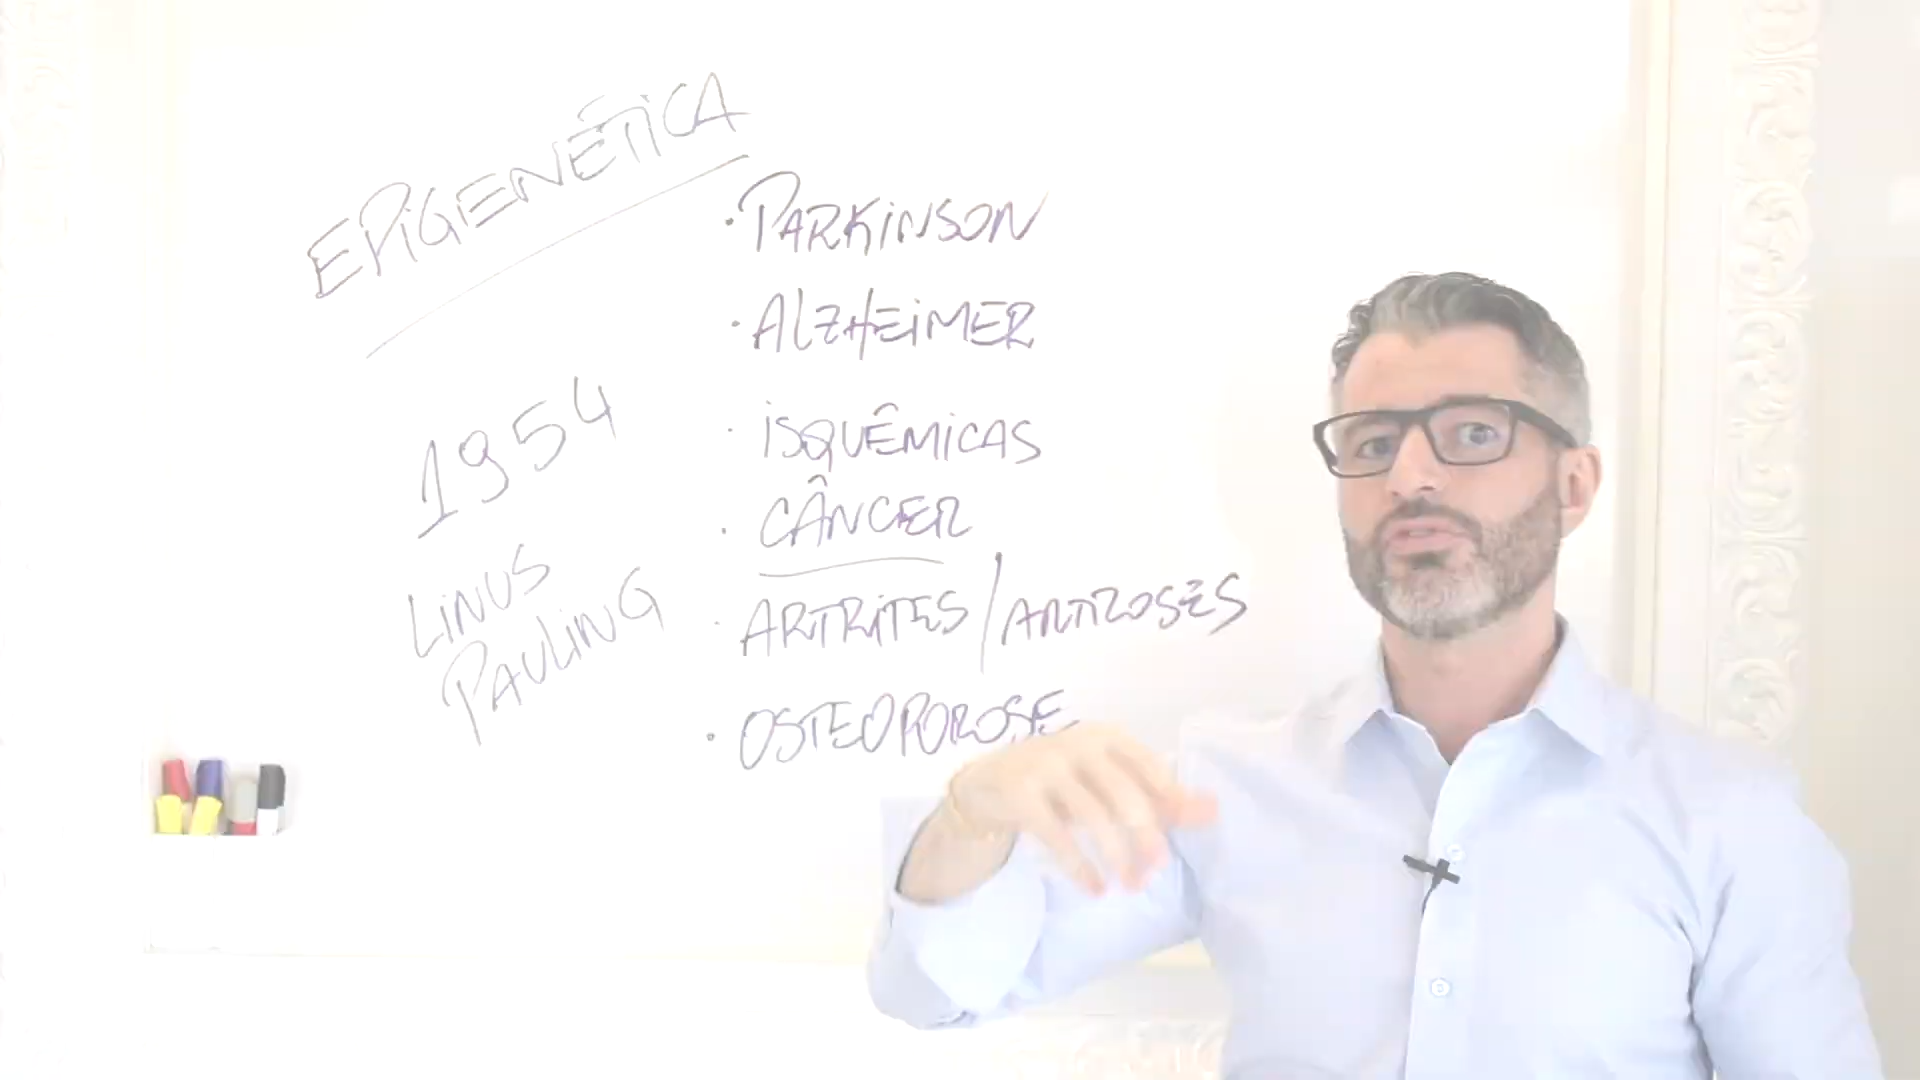 EPIGENÉTICA
1954
LINUS
PAULING
·PARKINSON
·ALZHEIMER
·ISQUÊMICAS
·CÂNCER
·ARTRITES/ARTROSES
·OSTEOPOROSE